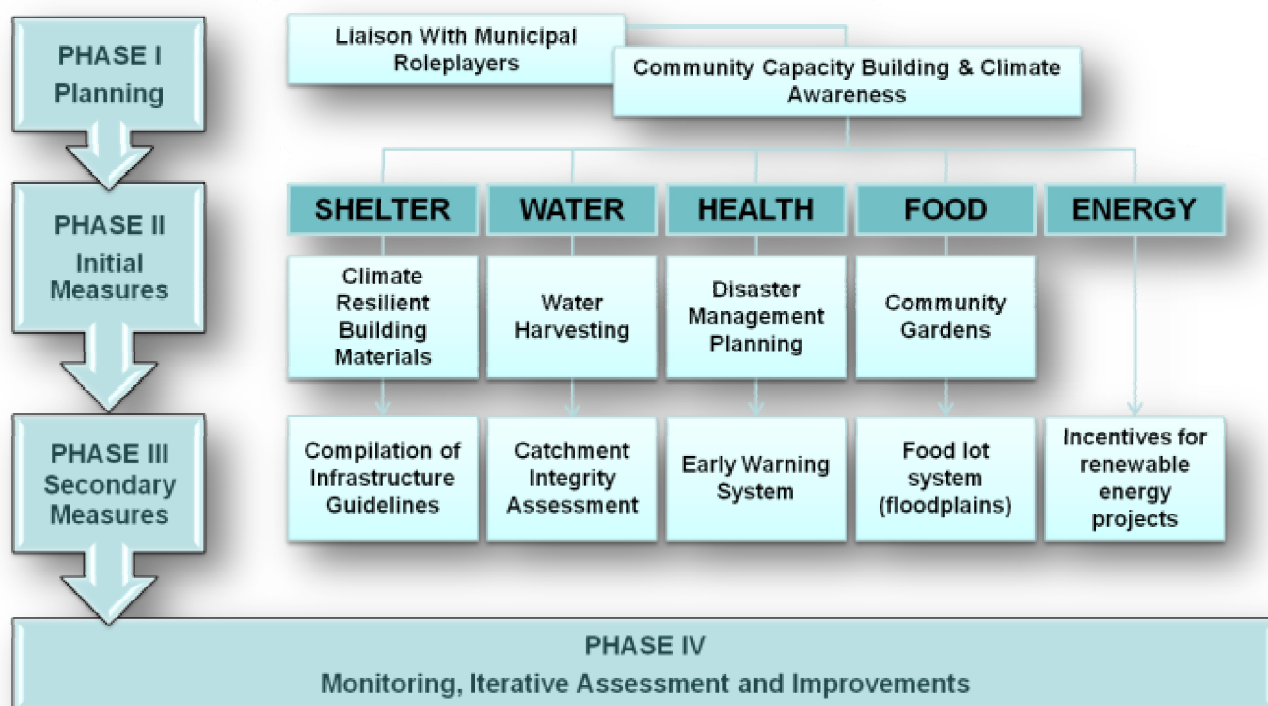 PHASE I
Planning
Liaison With Municipal
Roleplayers
Community Capacity Building & Climate
Awareness
PHASE II
Initial
Measures
SHELTER
WATER
HEALTH
FOOD
ENERGY
Climate
Resilient
Building
Materials
Water
Harvesting
Disaster
Management
Planning
Community
Gardens
PHASE III
Secondary
Measures
Compilation of
Infrastructure
Guidelines
Catchment
Integrity
Assessment
Early Warning
System
Food lot
system
(floodplains)
Incentives for
renewable
energy
projects
PHASE IV
Monitoring, Iterative Assessment and Improvements